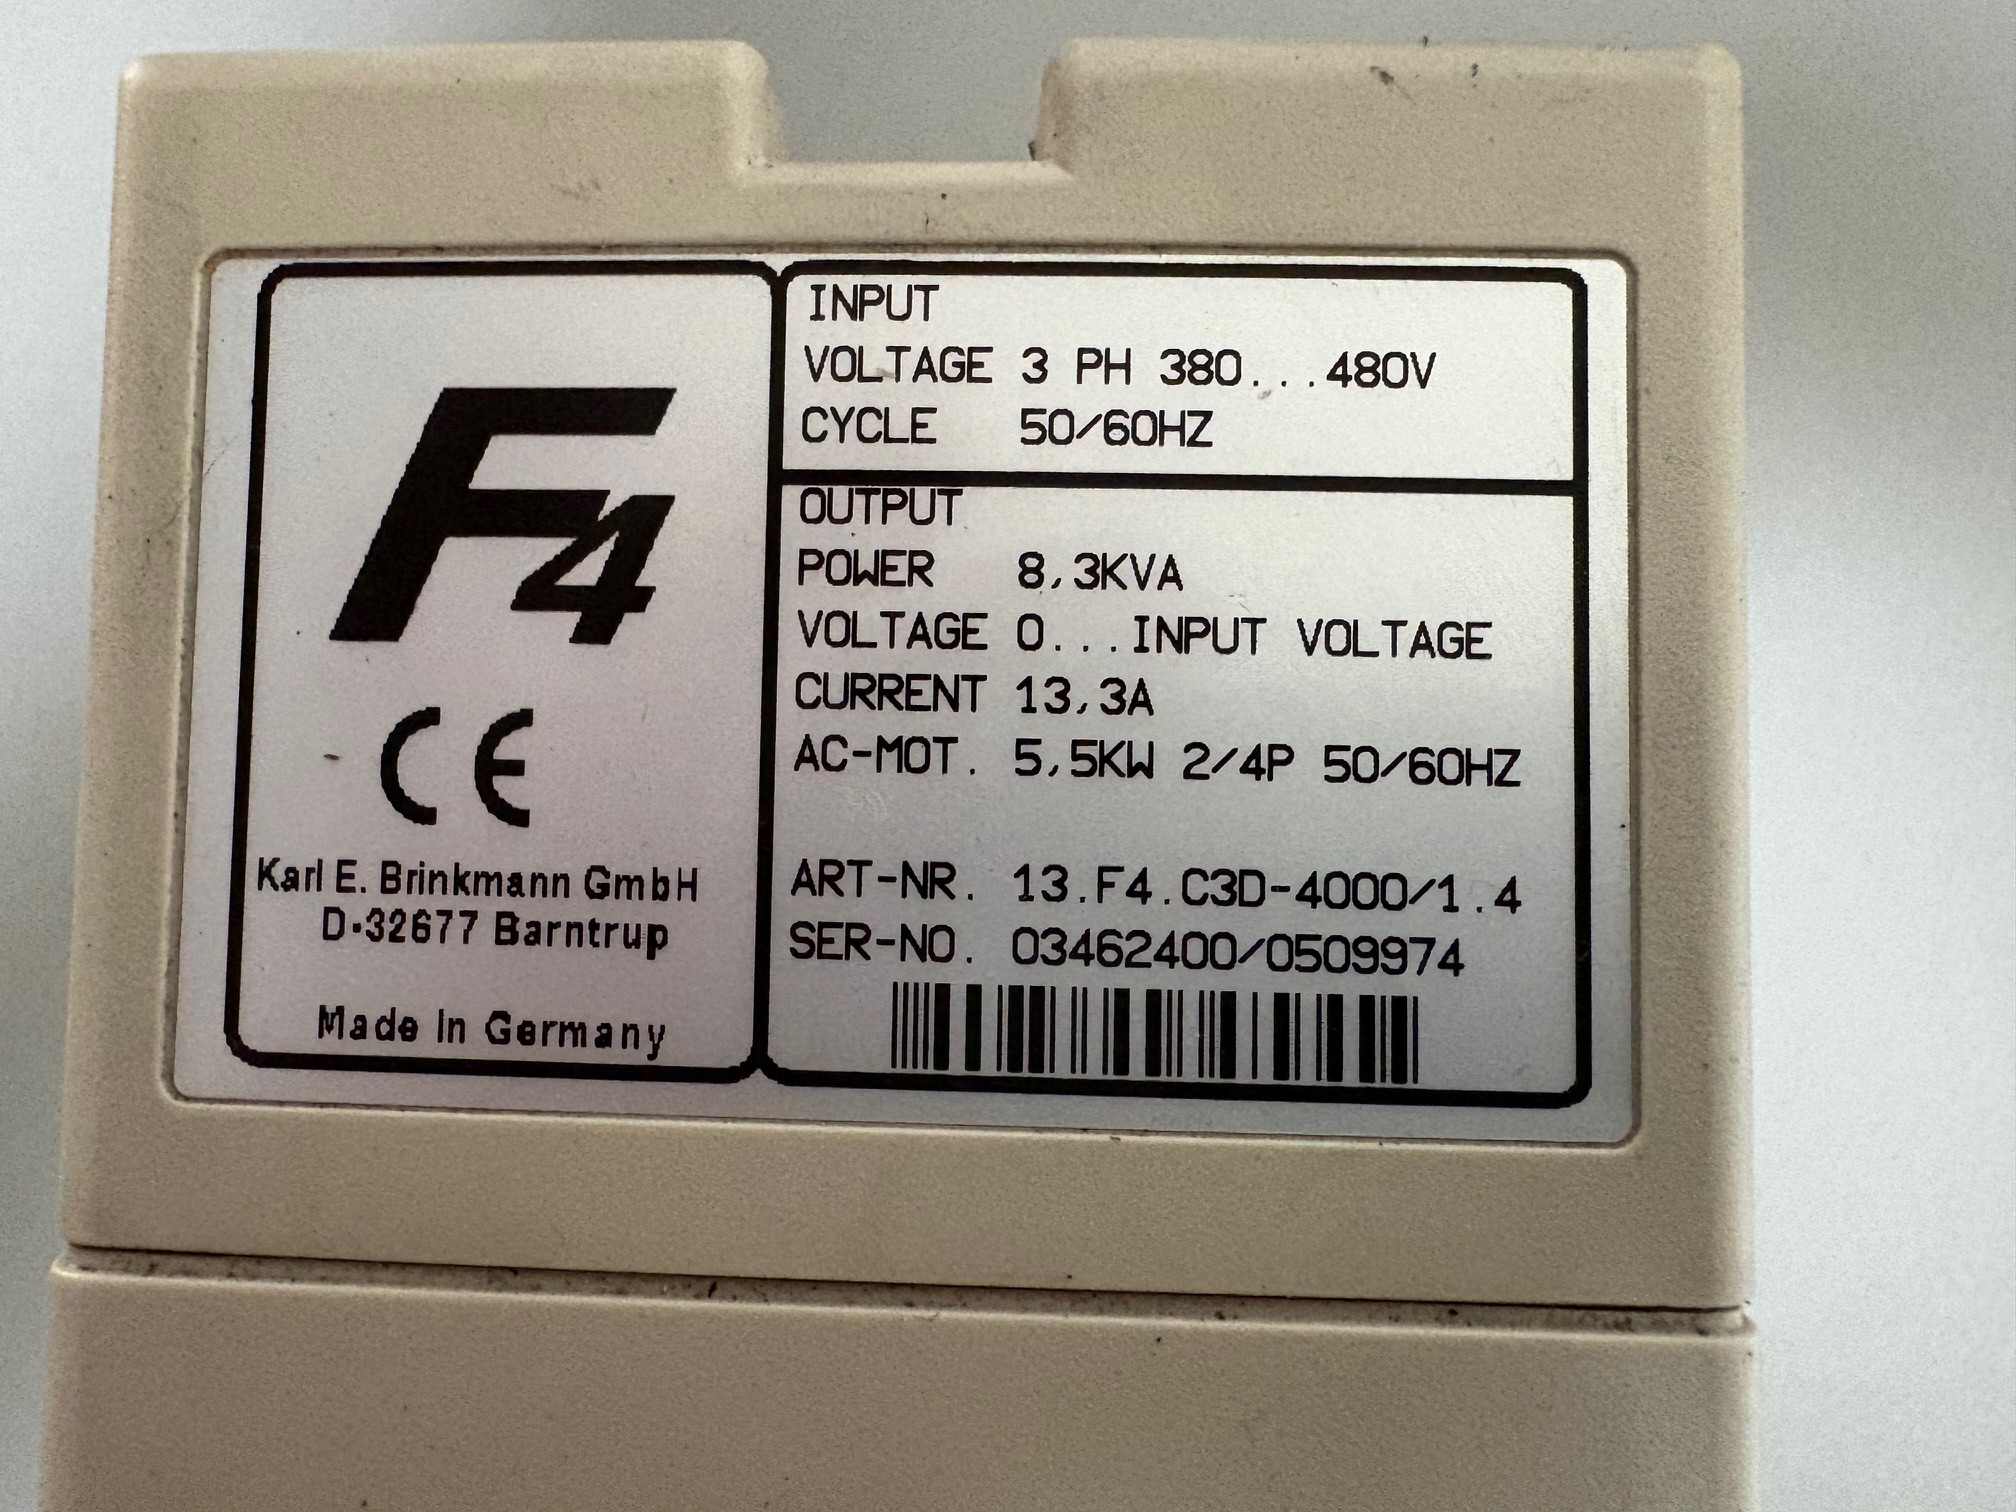 F4
CE
Karl E. Brinkmann GmbH
D-32677 Barntrup
Made in Germany
INPUT
VOLTAGE 3 PH 380...480V
CYCLE 50/60HZ
OUTPUT
POWER 8,3KVA
VOLTAGE 0...INPUT VOLTAGE
CURRENT 13,3A
AC-MOT. 5,5KW 2/4P 50/60HZ
ART-NR. 13.F4.C3D-4000/1.4
SER-NO. 03462400/0509974